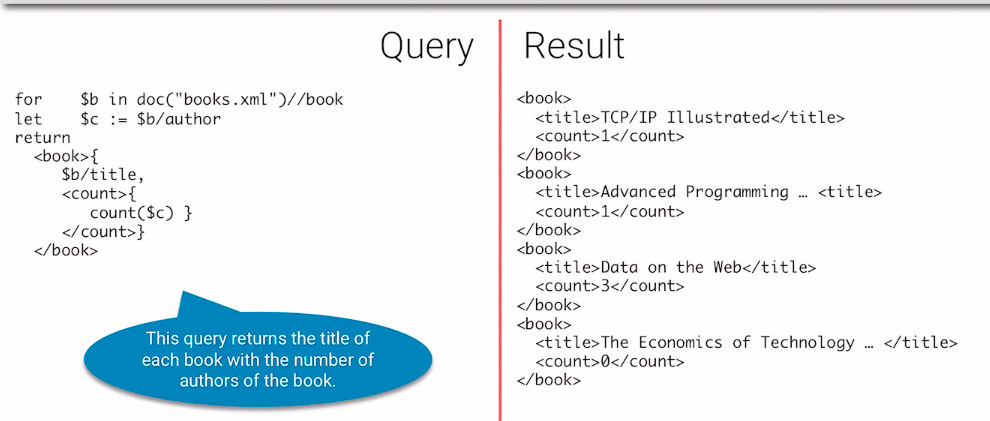 Query
for $b in doc("books.xml")//book
let $c := $b/author
return
<book>{
$b/title,
<count>{
count($c) }
</count>}
</book>
This query returns the title of
each book with the number of
authors of the book.
Result
<book>
<title>TCP/IP Illustrated</title>
<count>1</count>
</book>
<book>
<title>Advanced Programming … <title>
<count>1</count>
</book>
<book>
<title>Data on the Web</title>
<count>3</count>
</book>
<book>
<title>The Economics of Technology … </title>
<count>0</count>
</book>